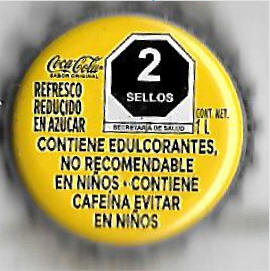 Coca-Cola
SABOR ORIGINAL
REFRESCO
REDUCIDO
EN AZÚCAR
2
SELLOS
SECRETARÍA DE SALUD
CONT. NET.
1 L
CONTIENE EDULCORANTES,
NO RECOMENDABLE
EN NIÑOS • CONTIENE
CAFEÍNA EVITAR
EN NIÑOS